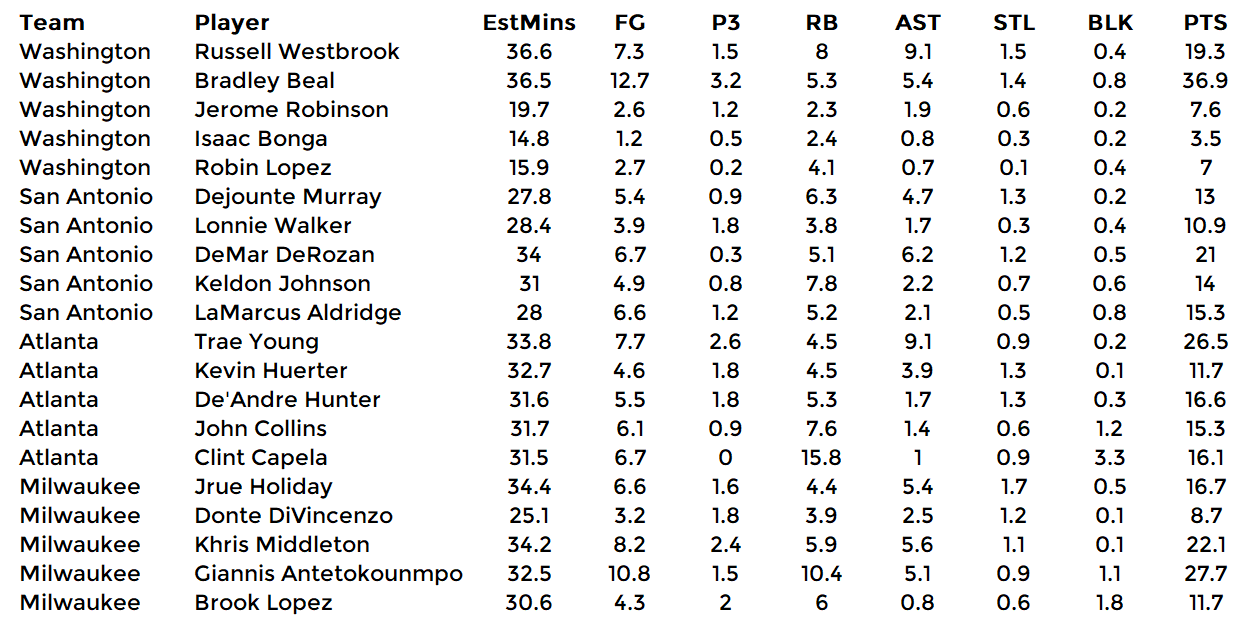 Team Player EstMins FG P3 RB AST STL BLK PTS
Washington Russell Westbrook 36.6 7.3 1.5 8 9.1 1.5 0.4 19.3
Washington Bradley Beal 36.5 12.7 3.2 5.3 5.4 1.4 0.8 36.9
Washington Jerome Robinson 19.7 2.6 1.2 2.3 1.9 0.6 0.2 7.6
Washington Isaac Bonga 14.8 1.2 0.5 2.4 0.8 0.3 0.2 3.5
Washington Robin Lopez 15.9 2.7 0.2 4.1 0.7 0.1 0.4 7
San Antonio Dejounte Murray 27.8 5.4 0.9 6.3 4.7 1.3 0.2 13
San Antonio Lonnie Walker 28.4 3.9 1.8 3.8 1.7 0.3 0.4 10.9
San Antonio DeMar DeRozan 34 6.7 0.3 5.1 6.2 1.2 0.5 21
San Antonio Keldon Johnson 31 4.9 0.8 7.8 2.2 0.7 0.6 14
San Antonio LaMarcus Aldridge 28 6.6 1.2 5.2 2.1 0.5 0.8 15.3
Atlanta Trae Young 33.8 7.7 2.6 4.5 9.1 0.9 0.2 26.5
Atlanta Kevin Huerter 32.7 4.6 1.8 4.5 3.9 1.3 0.1 11.7
Atlanta De'Andre Hunter 31.6 5.5 1.8 5.3 1.7 1.3 0.3 16.6
Atlanta John Collins 31.7 6.1 0.9 7.6 1.4 0.6 1.2 15.3
Atlanta Clint Capela 31.5 6.7 0 15.8 1 0.9 3.3 16.1
Milwaukee Jrue Holiday 34.4 6.6 1.6 4.4 5.4 1.7 0.5 16.7
Milwaukee Donte DiVincenzo 25.1 3.2 1.8 3.9 2.5 1.2 0.1 8.7
Milwaukee Khris Middleton 34.2 8.2 2.4 5.9 5.6 1.1 0.1 22.1
Milwaukee Giannis Antetokounmpo 32.5 10.8 1.5 10.4 5.1 0.9 1.1 27.7
Milwaukee Brook Lopez 30.6 4.3 2 6 0.8 0.6 1.8 11.7